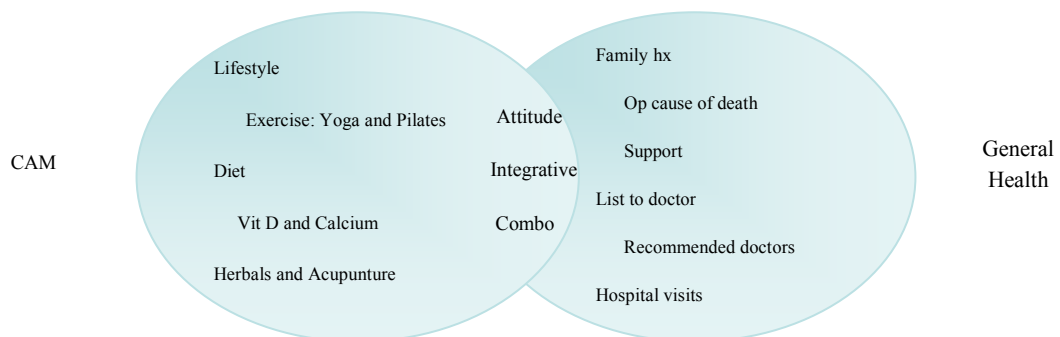 CAM
Lifestyle
Exercise: Yoga and Pilates
Diet
Vit D and Calcium
Herbals and Acupunture
Attitude
Integrative
Combo
Family hx
Op cause of death
Support
List to doctor
Recommended doctors
Hospital visits
General
Health